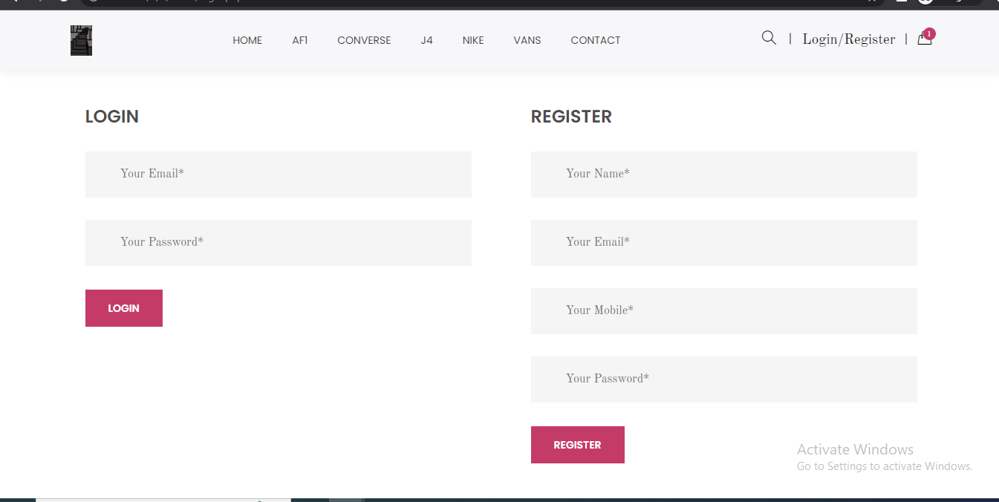 HOME AF1 CONVERSE J4 NIKE VANS CONTACT | Login/Register | 1
LOGIN
Your Email*
Your Password*
LOGIN
REGISTER
Your Name*
Your Email*
Your Mobile*
Your Password*
REGISTER
Activate Windows
Go to Settings to activate Windows.